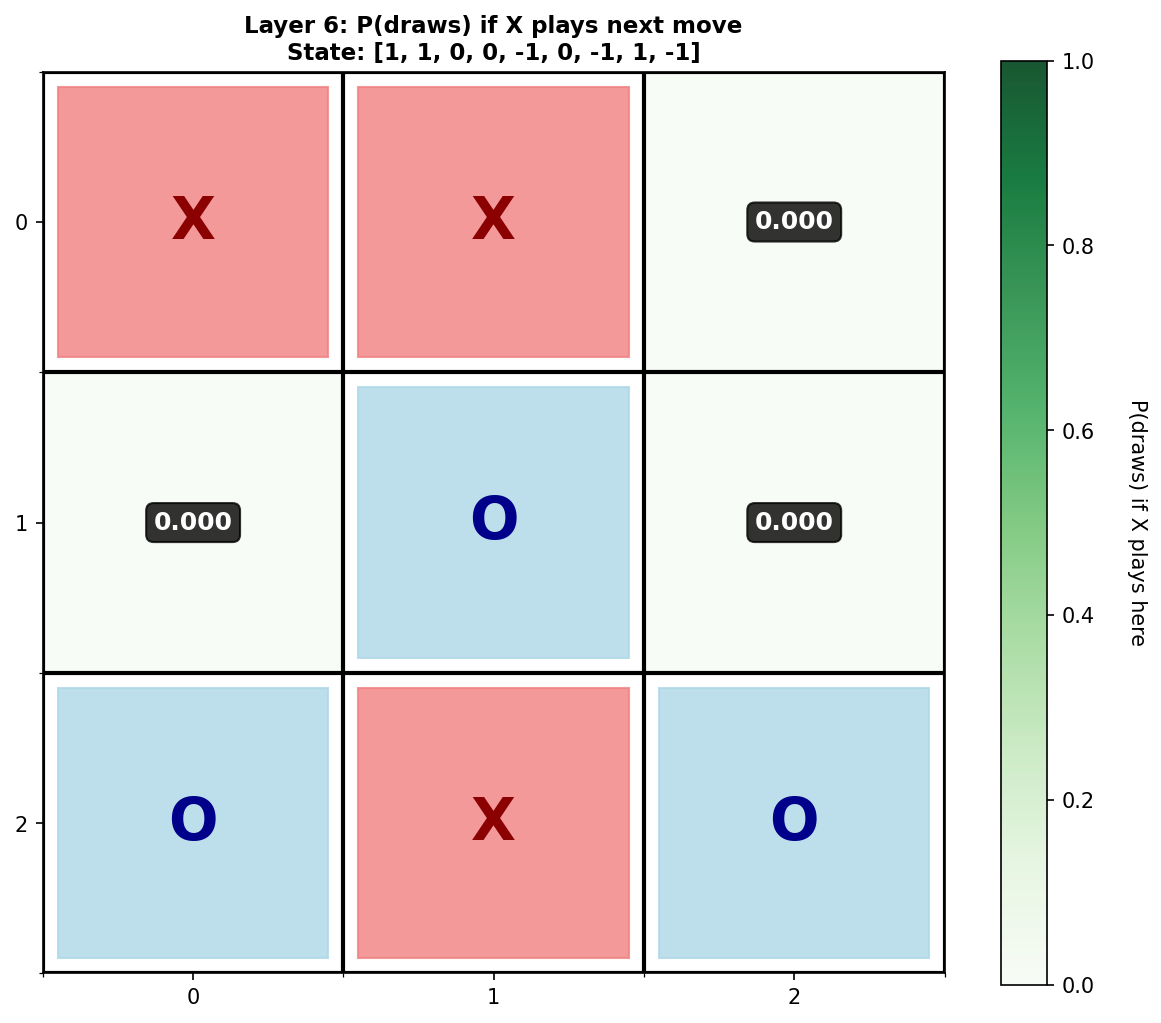 Layer 6: P(draws) if X plays next move
State: [1, 1, 0, 0, -1, 0, -1, 1, -1]
X
X
0.000
0.000
O
0.000
O
X
O
0
1
2
0
1
2
1.0
0.8
0.6
0.4
0.2
0.0
P(draws) if X plays here